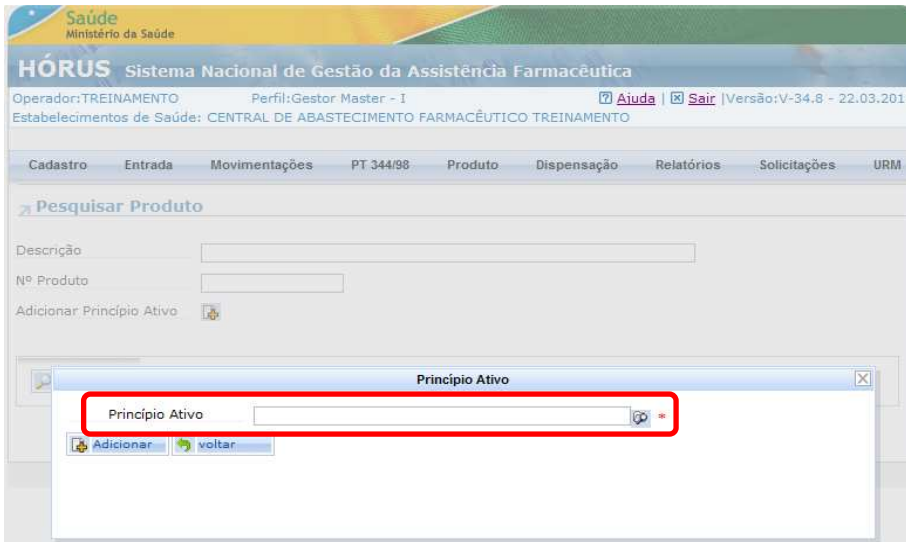 Saúde
Ministério da Saúde
HÓRUS Sistema Nacional de Gestão da Assistência Farmacêutica
Operador:TREINAMENTO Perfil:Gestor Master - I Ajuda | Sair |Versão:V-34.8 - 22.03.201
Estabelecimentos de Saúde: CENTRAL DE ABASTECIMENTO FARMACÊUTICO TREINAMENTO
Cadastro Entrada Movimentações PT 344/98 Produto Dispensação Relatórios Solicitações URM
Pesquisar Produto
Descrição
Nº Produto
Adicionar Princípio Ativo
Princípio Ativo
Princípio Ativo *
Adicionar voltar